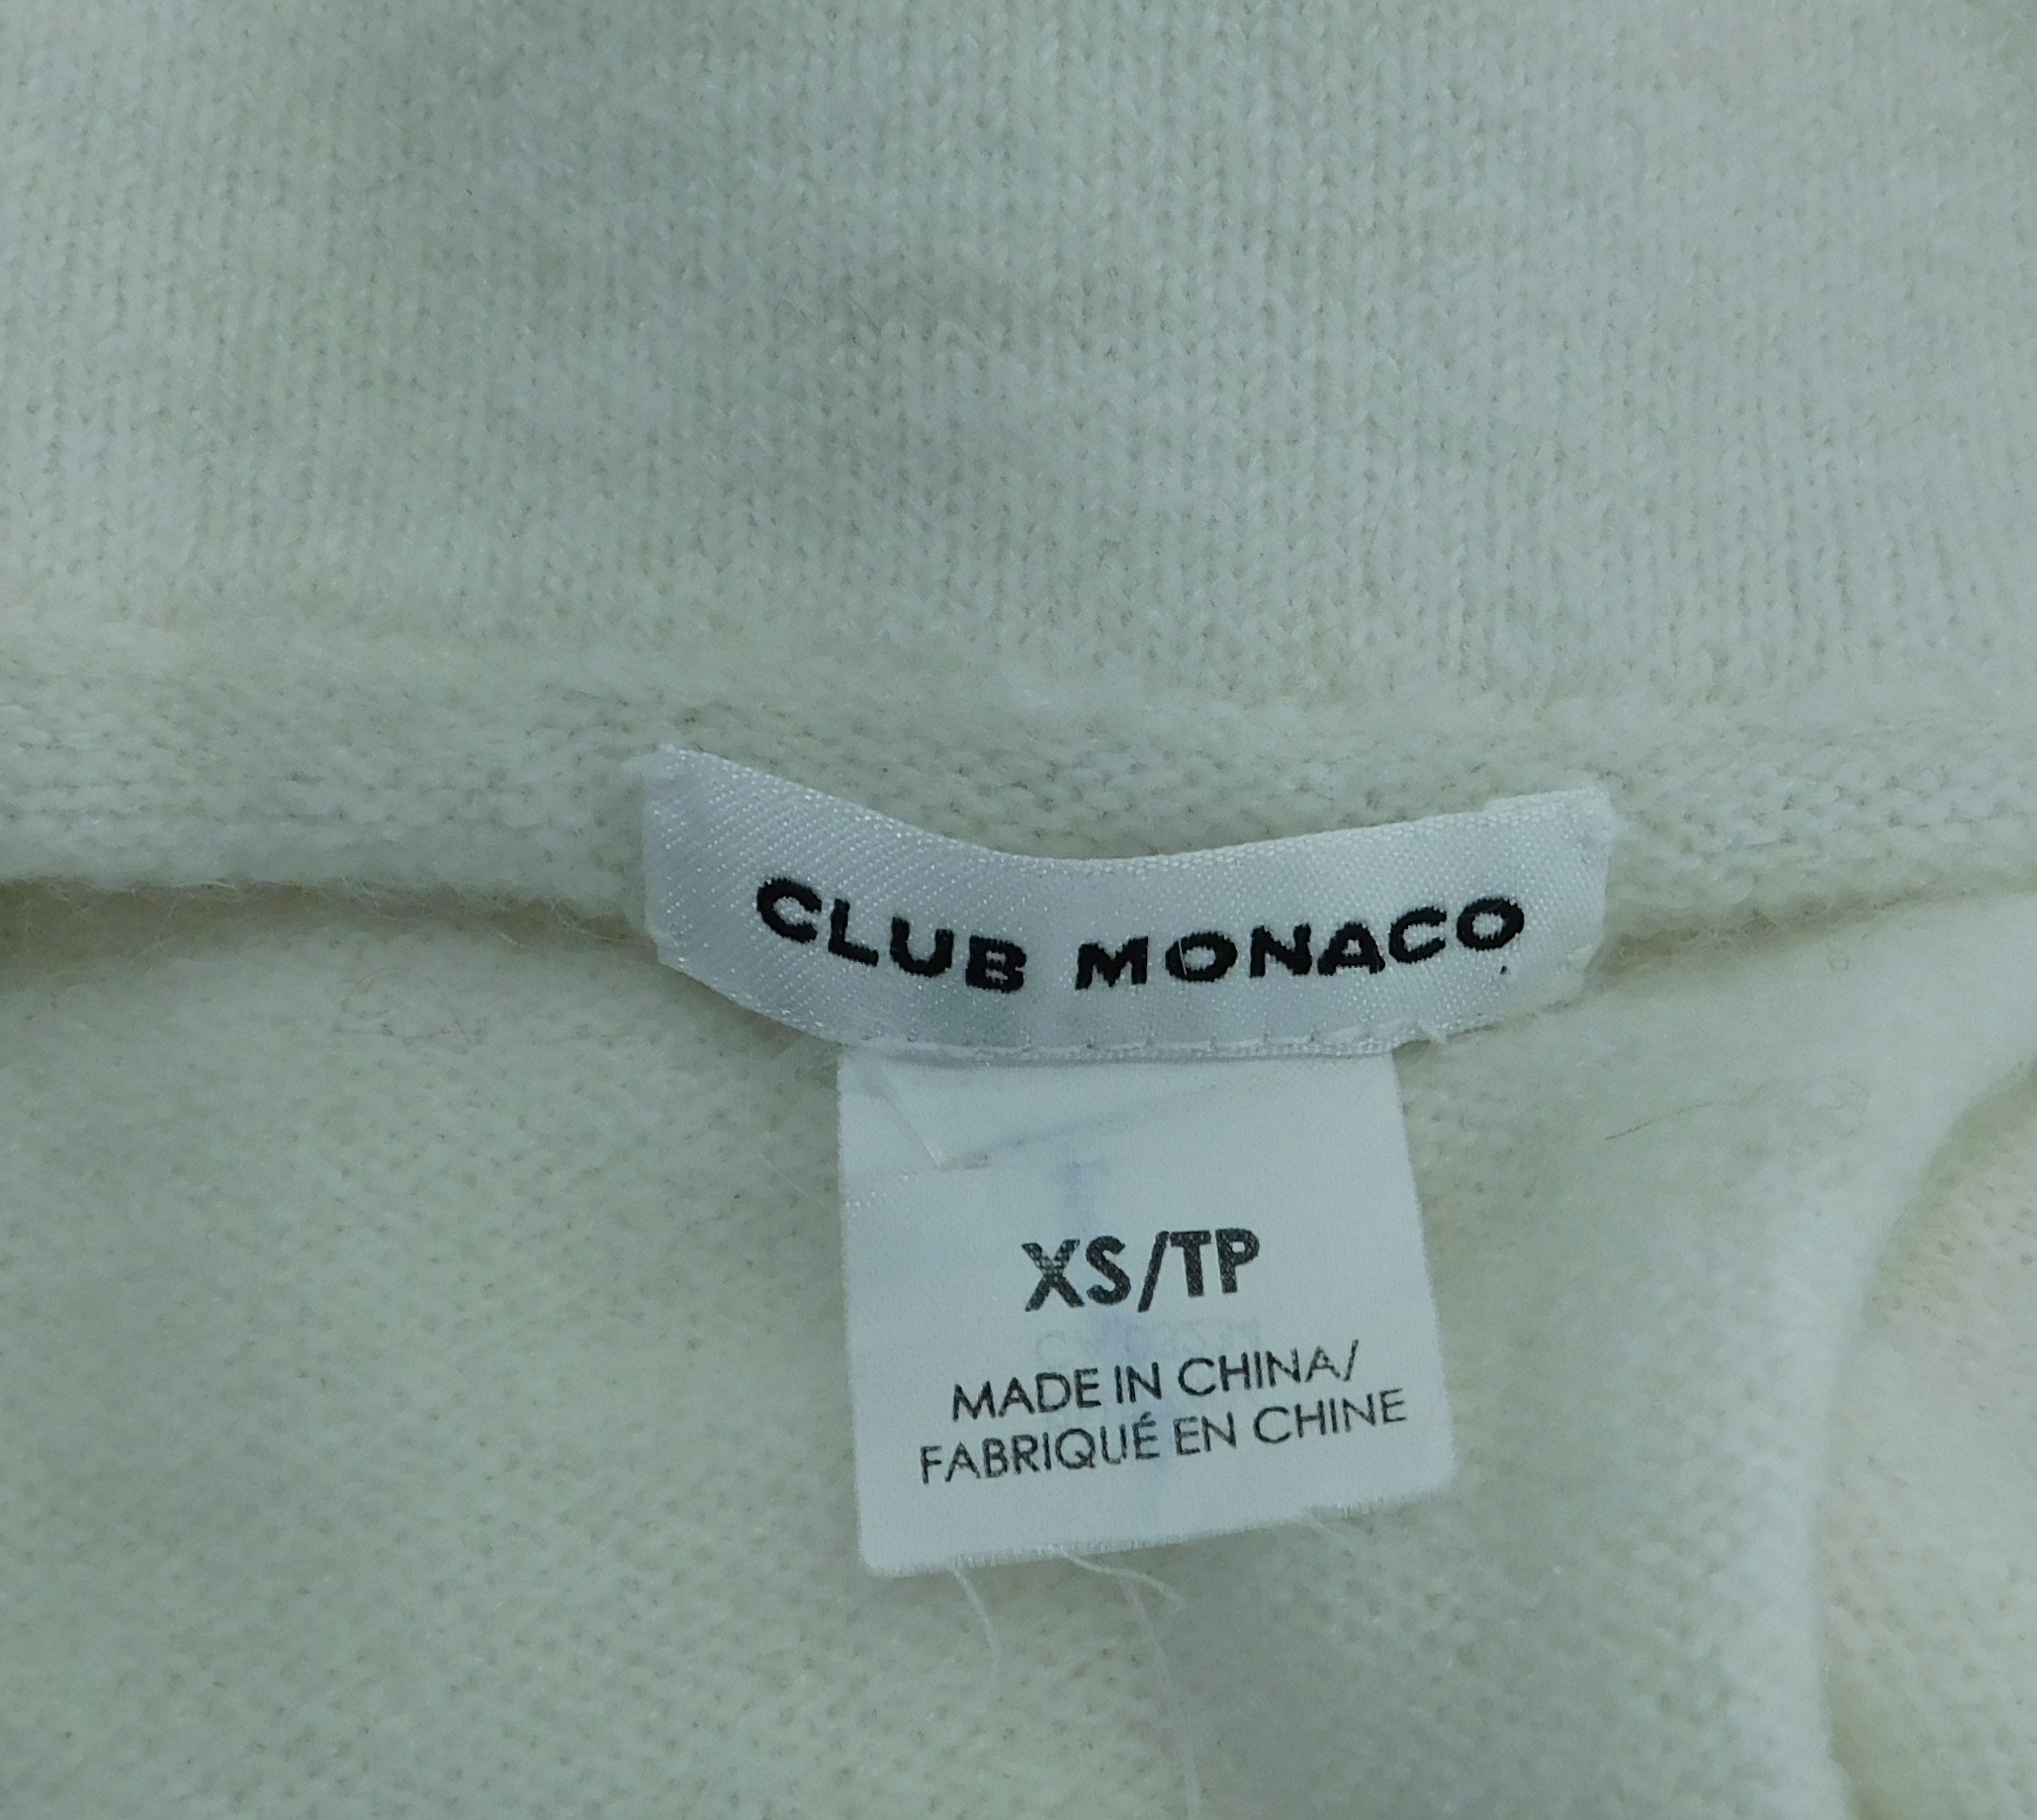 CLUB MONACO
XS/TP
MADE IN CHINA/
FABRIQUÉ EN CHINE